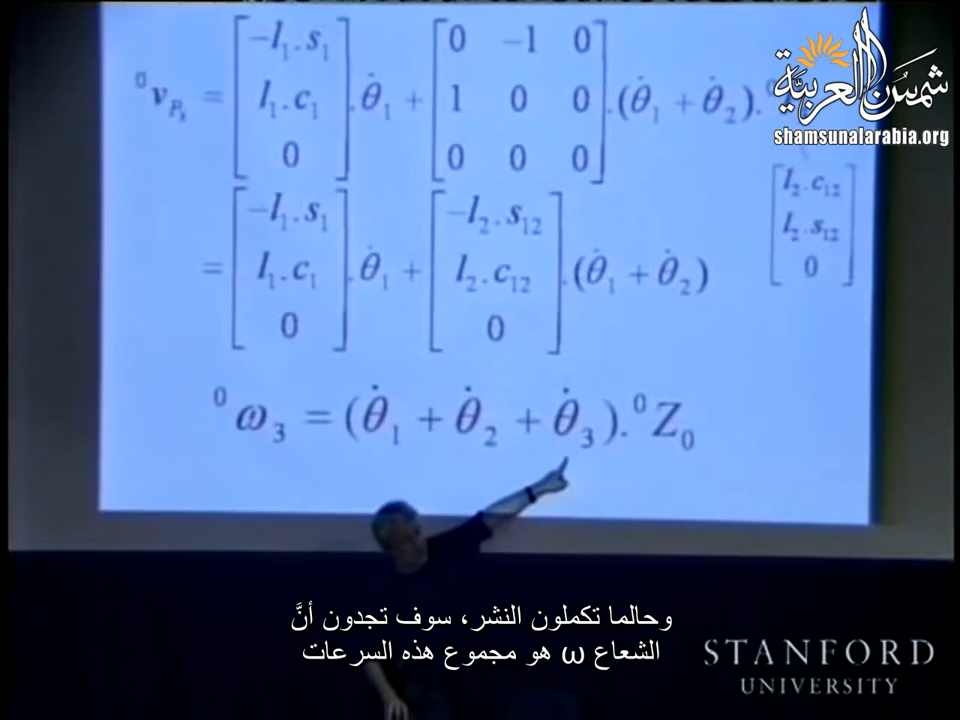 شمس العربية
shamsunalarabia.org
⁰v_{P₃} = [−l₁.s₁; l₁.c₁; 0].θ̇₁ + [0 −1 0; 1 0 0; 0 0 0].(θ̇₁ + θ̇₂).
[l₂.c₁₂; l₂.s₁₂; 0]
= [−l₁.s₁; l₁.c₁; 0].θ̇₁ + [−l₂.s₁₂; l₂.c₁₂; 0].(θ̇₁ + θ̇₂)
⁰ω₃ = (θ̇₁ + θ̇₂ + θ̇₃).⁰Z₀
وحالما تكملون النشر، سوف تجدون أنَّ
الشعاع ω هو مجموع هذه السرعات
STANFORD
UNIVERSITY